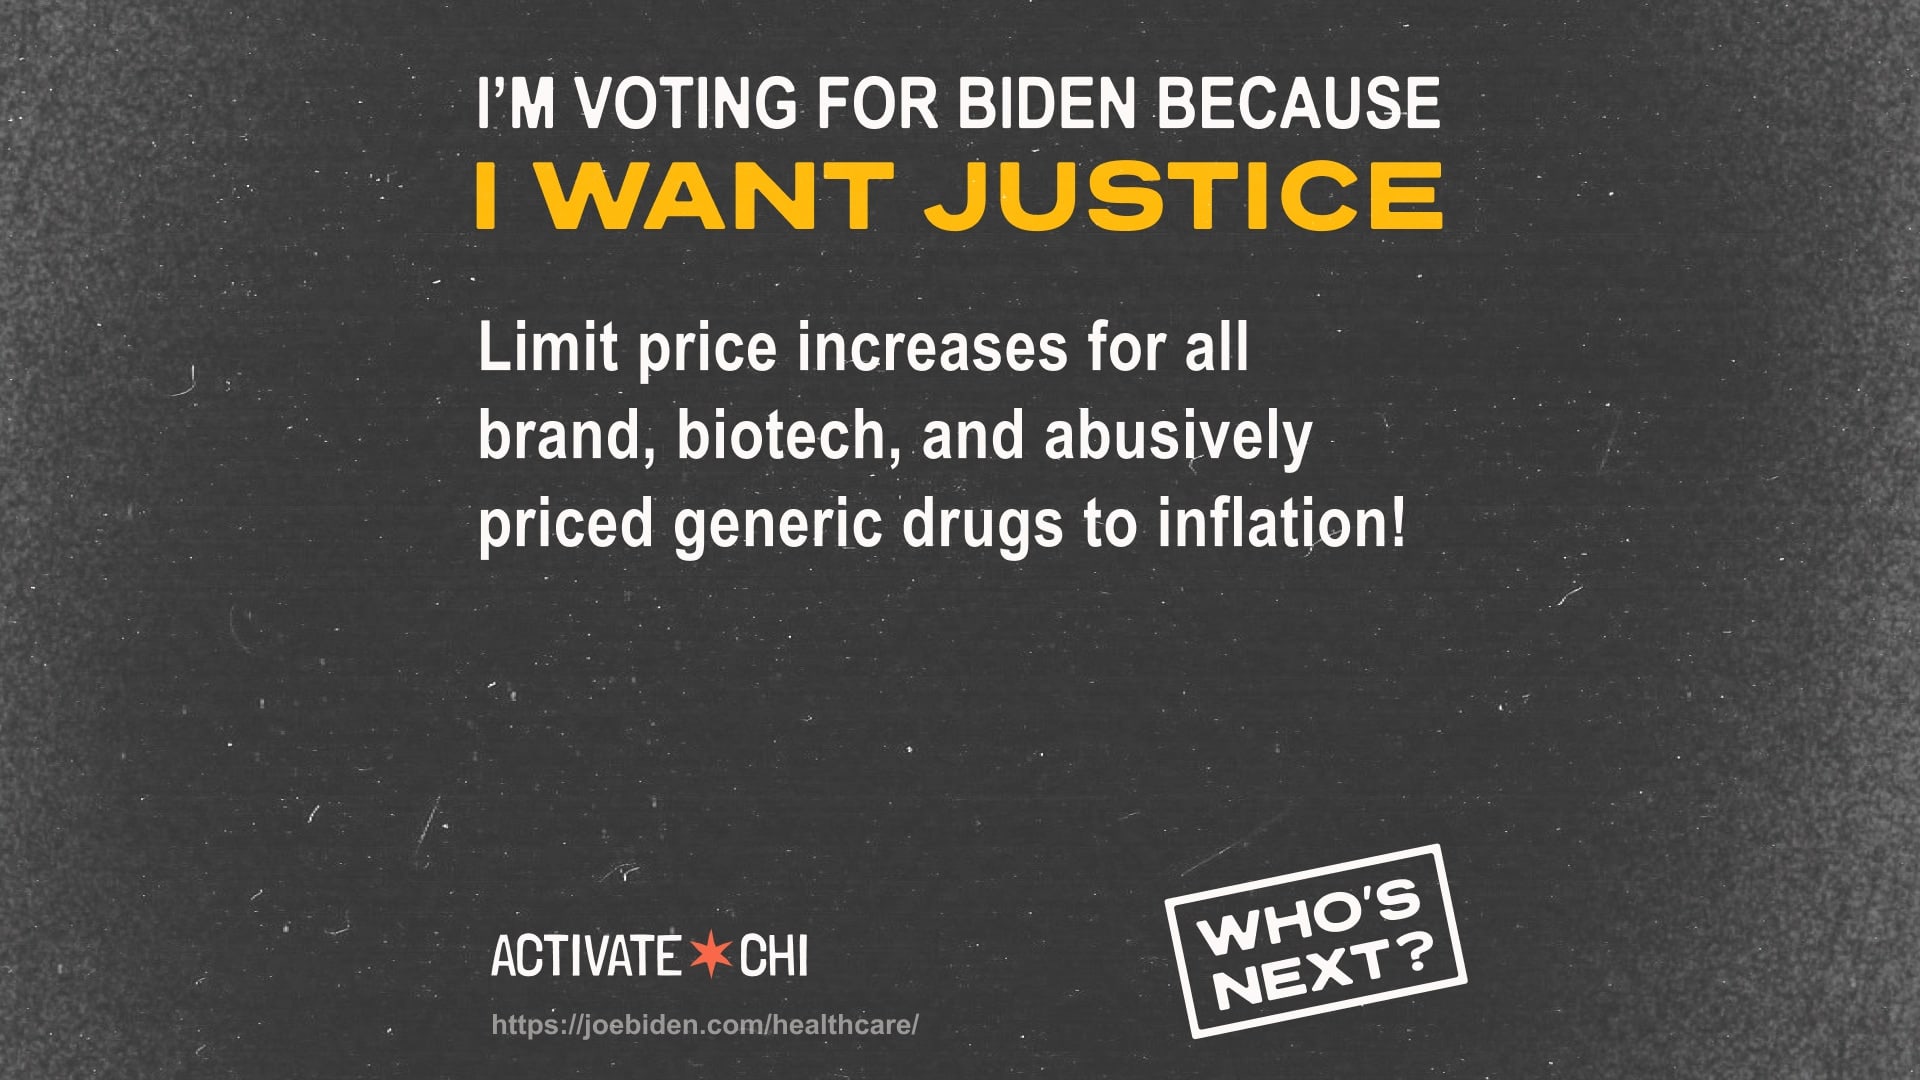 I'M VOTING FOR BIDEN BECAUSE
I WANT JUSTICE
Limit price increases for all
brand, biotech, and abusively
priced generic drugs to inflation!
ACTIVATE CHI
https://joebiden.com/healthcare/
WHO'S
NEXT?